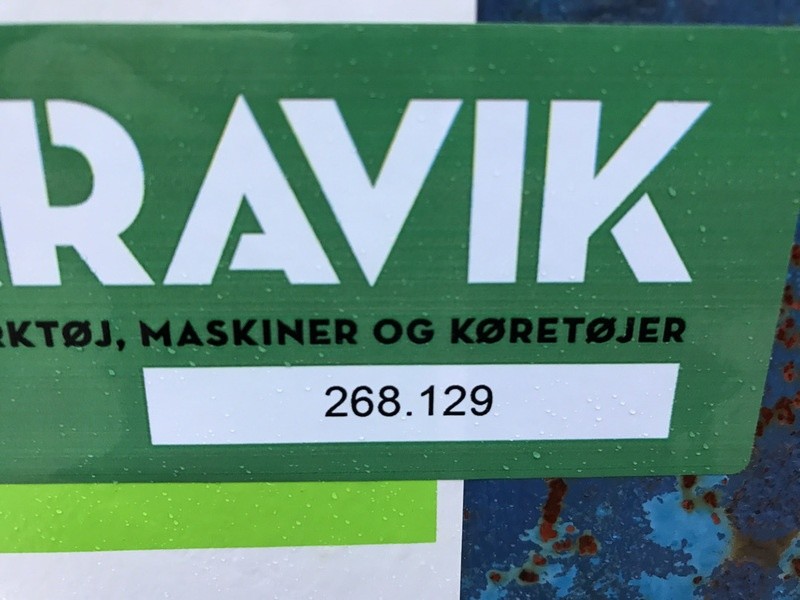 RAVIK
RKTØJ, MASKINER OG KØRETØJER
268.129